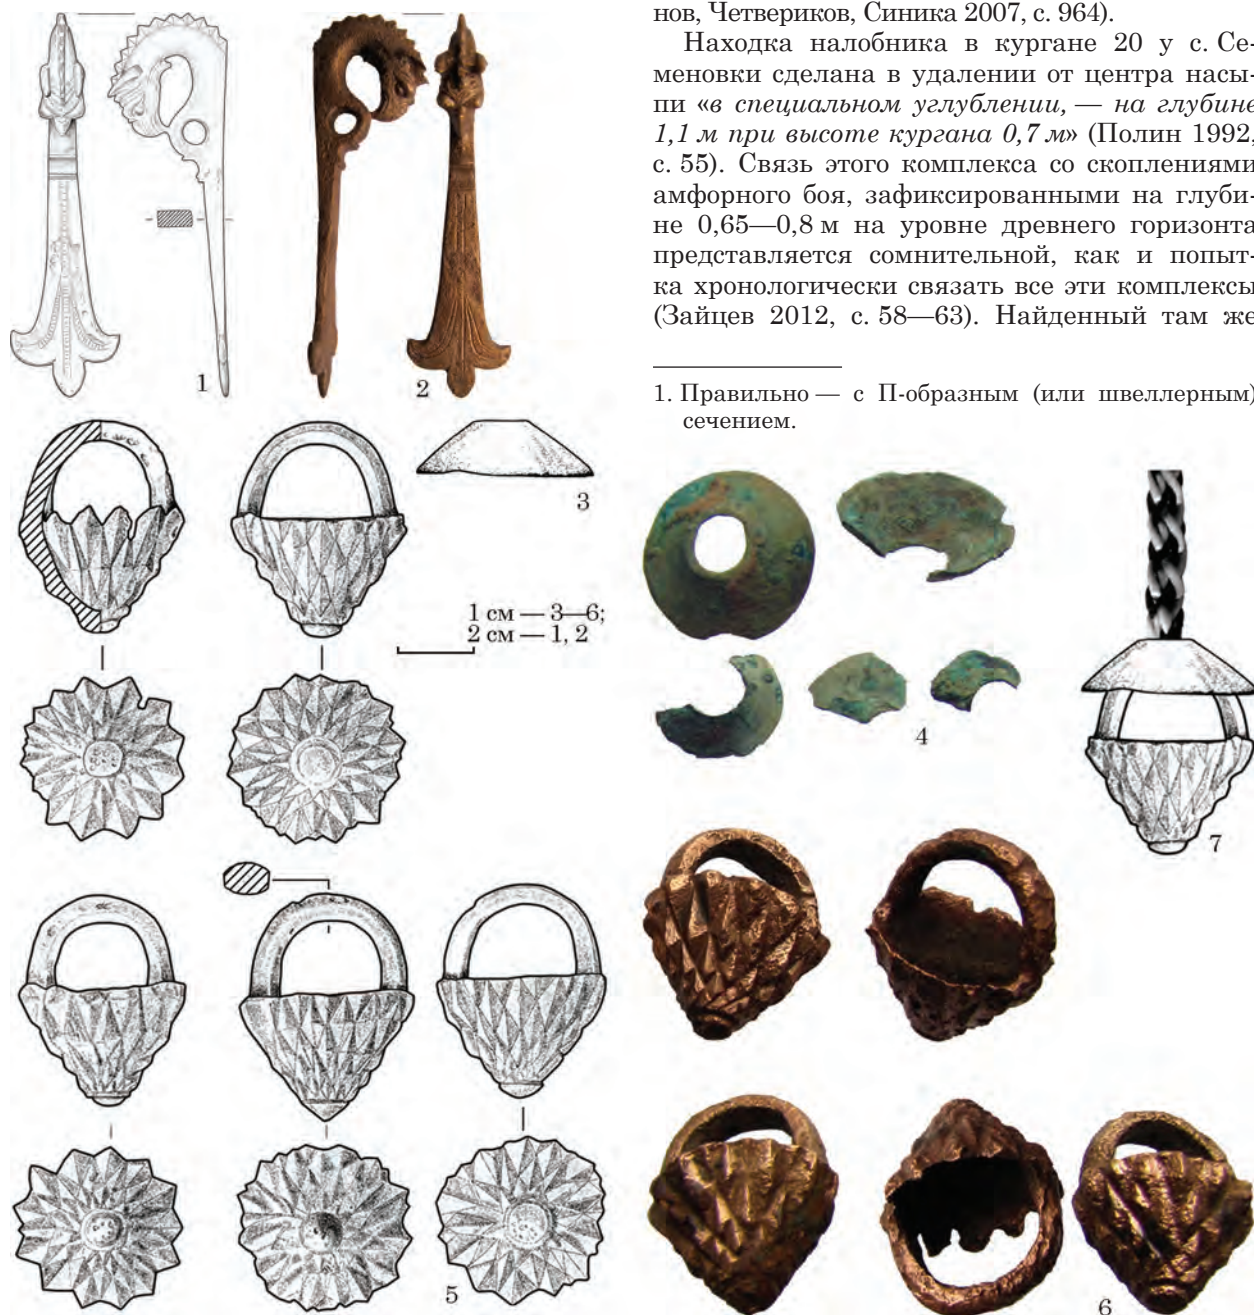 нов, Четвериков, Синика 2007, с. 964).
Находка налобника в кургане 20 у с. Се-
меновки сделана в удалении от центра насы-
пи «в специальном углублении, — на глубине
1,1 м при высоте кургана 0,7 м» (Полин 1992,
с. 55). Связь этого комплекса со скоплениями
амфорного боя, зафиксированными на глуби-
не 0,65—0,8 м на уровне древнего горизонта
представляется сомнительной, как и попыт-
ка хронологически связать все эти комплексы
(Зайцев 2012, с. 58—63). Найденный там же
1. Правильно — с П-образным (или швеллерным)
сечением.
1
2
3
1 см — 3—6;
2 см — 1, 2
4
7
5
6